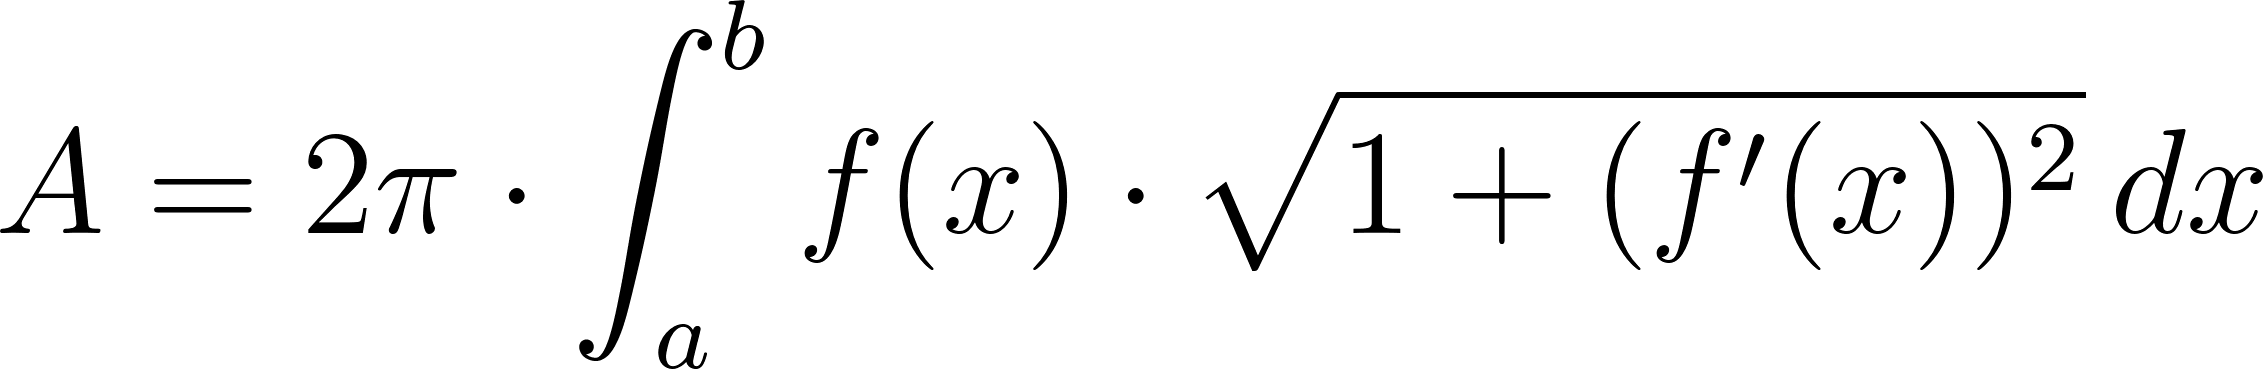 A = 2π · ∫_a^b f(x) · √(1 + (f′(x))²) dx